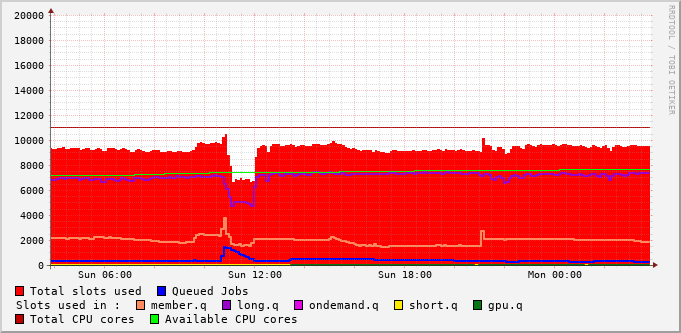 RRDTOOL / TOBI OETIKER
20000
18000
16000
14000
12000
10000
8000
6000
4000
2000
0
Sun 06:00 Sun 12:00 Sun 18:00 Mon 00:00
Total slots used Queued Jobs
Slots used in : member.q long.q ondemand.q short.q gpu.q
Total CPU cores Available CPU cores